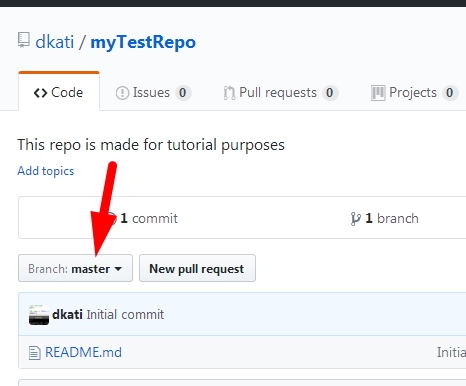 dkati / myTestRepo
Code Issues 0 Pull requests 0 Projects 0
This repo is made for tutorial purposes
Add topics
1 commit 1 branch
Branch: master New pull request
dkati Initial commit
README.md Initia